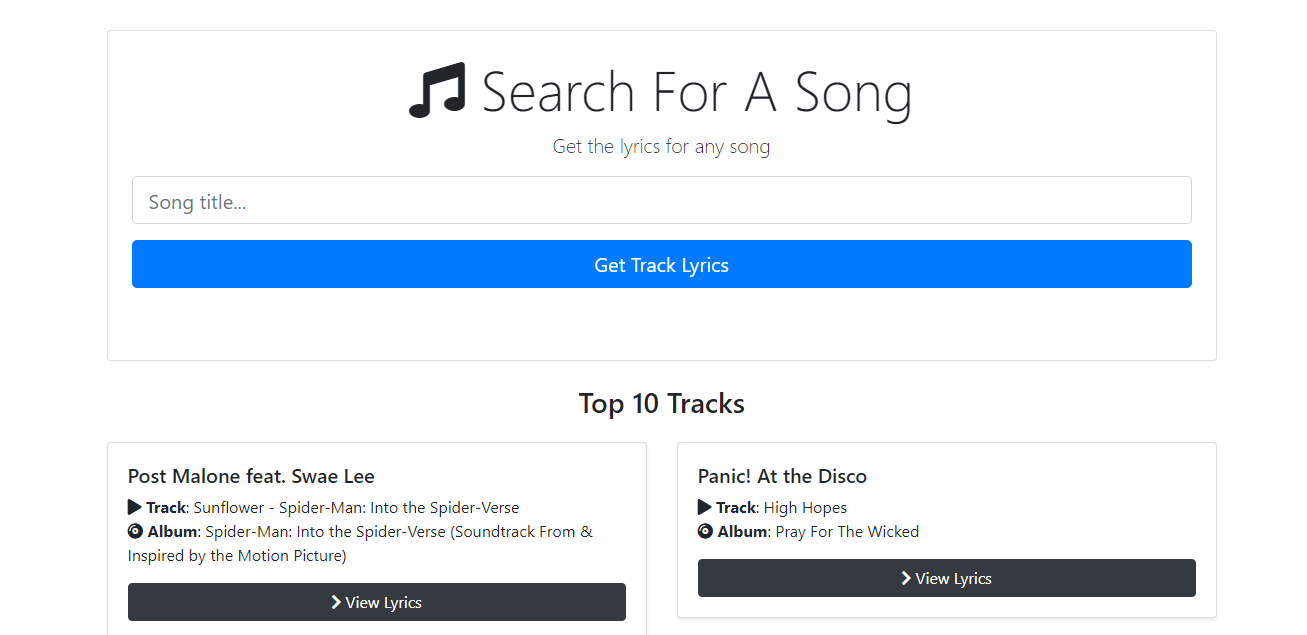 Search For A Song
Get the lyrics for any song
Song title...
Get Track Lyrics
Top 10 Tracks
Post Malone feat. Swae Lee
Track: Sunflower - Spider-Man: Into the Spider-Verse
Album: Spider-Man: Into the Spider-Verse (Soundtrack From &
Inspired by the Motion Picture)
View Lyrics
Panic! At the Disco
Track: High Hopes
Album: Pray For The Wicked
View Lyrics